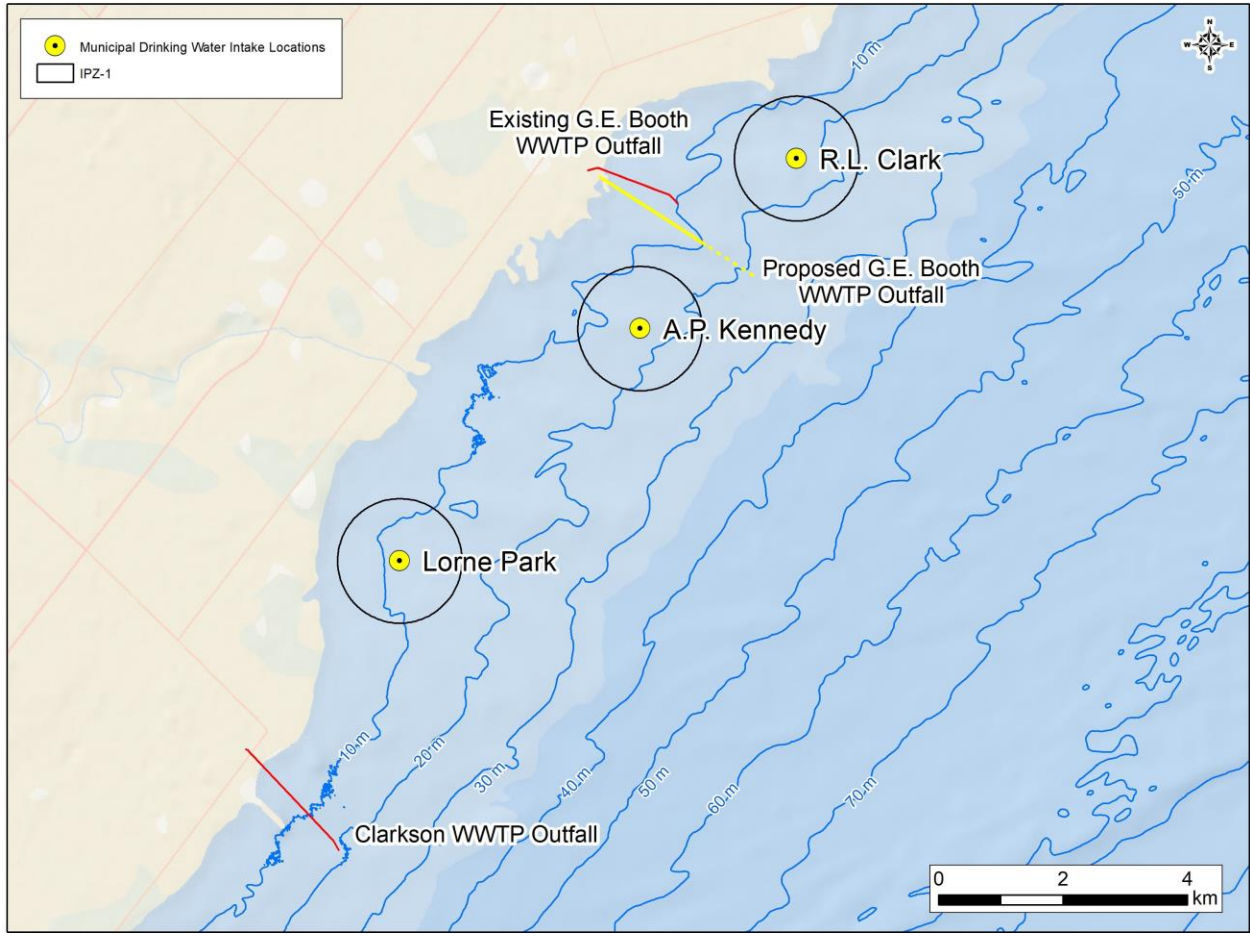 Municipal Drinking Water Intake Locations
IPZ-1
N
W E
S
10 m
Existing G.E. Booth
WWTP Outfall
R.L. Clark
50 m
Proposed G.E. Booth
WWTP Outfall
A.P. Kennedy
Lorne Park
10 m
20 m
30 m
40 m
50 m
60 m
70 m
Clarkson WWTP Outfall
0 2 4
km